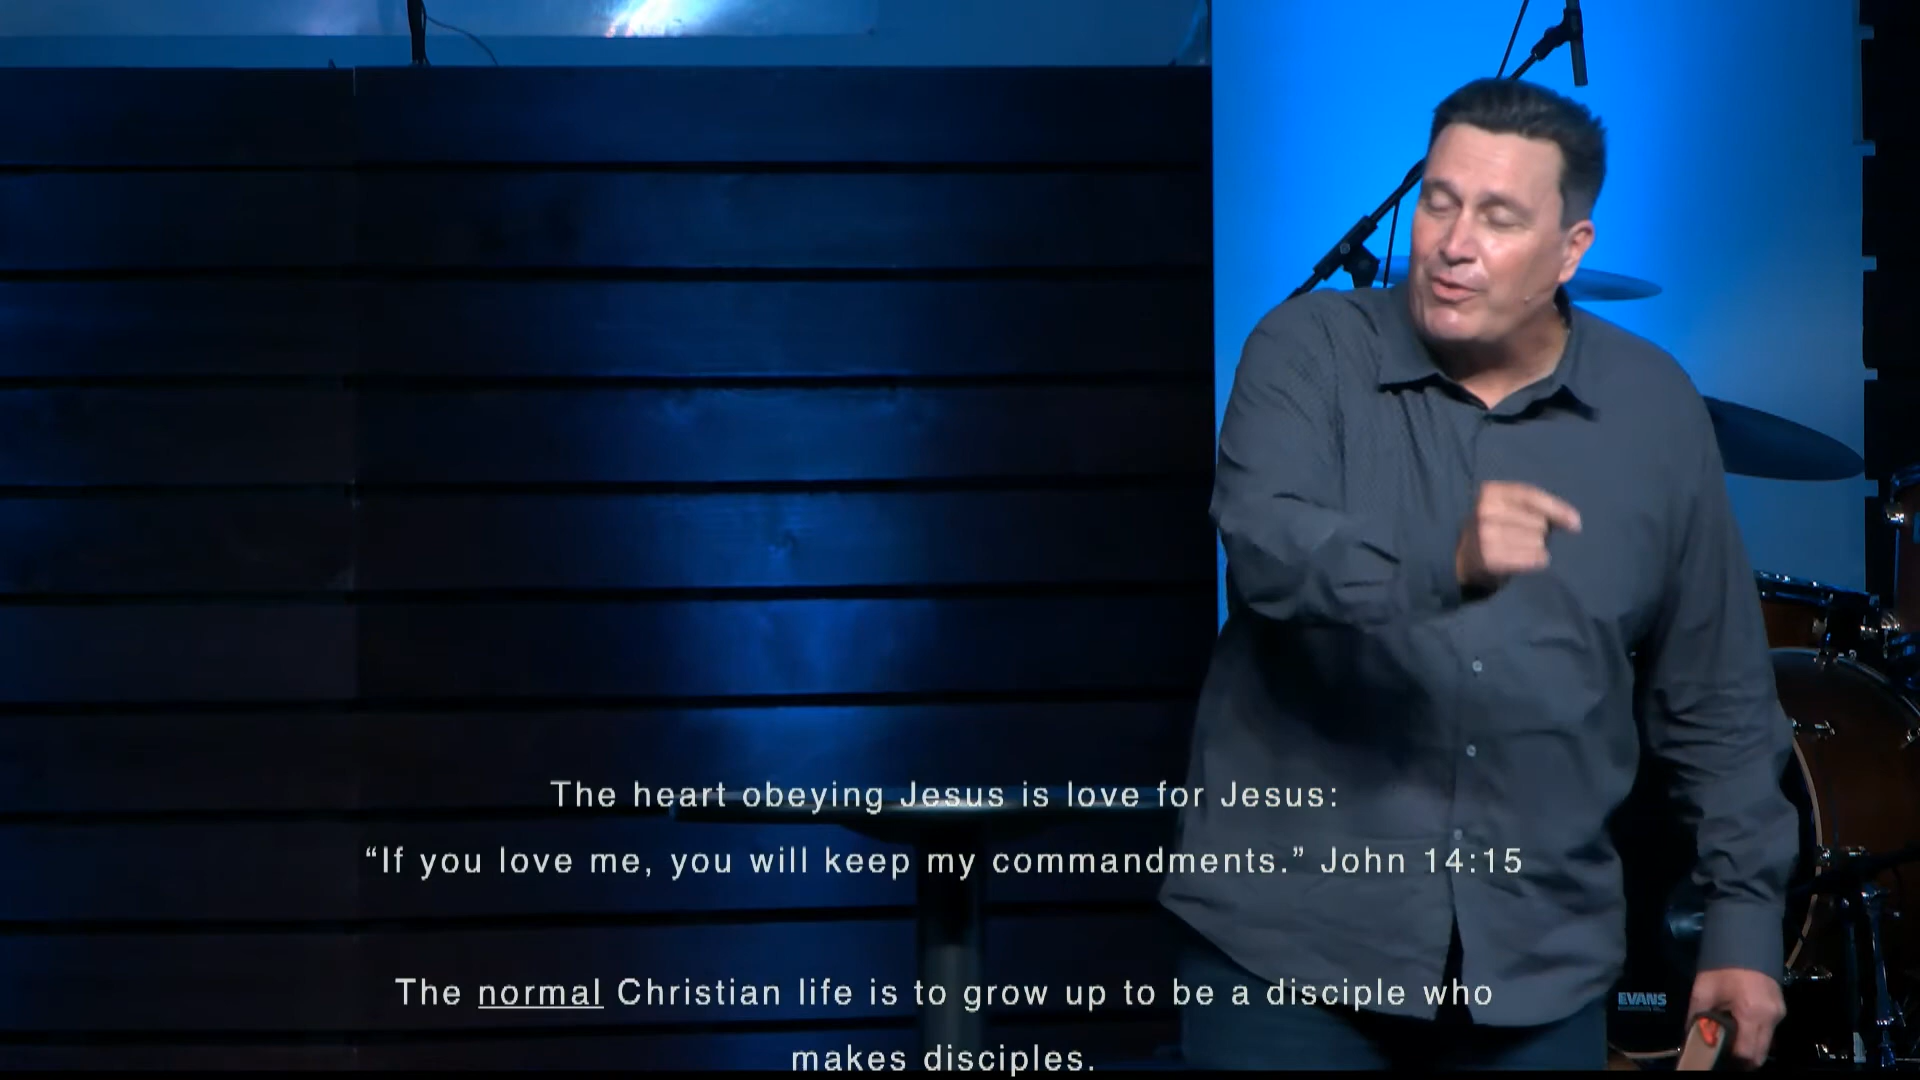 The heart obeying Jesus is love for Jesus:
“If you love me, you will keep my commandments.” John 14:15
The normal Christian life is to grow up to be a disciple who
makes disciples.
EVANS